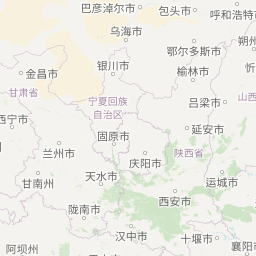 巴彦淖尔市
包头市
呼和浩特
乌海市
鄂尔多斯市
朔州
银川市
榆林市
忻
金昌市
甘肃省
宁夏回族
自治区
吕梁市
山西
西宁市
延安市
固原市
兰州市
庆阳市
陕西省
甘南州
天水市
运城市
陇南市
西安市
汉中市
十堰市
襄阳
阿坝州